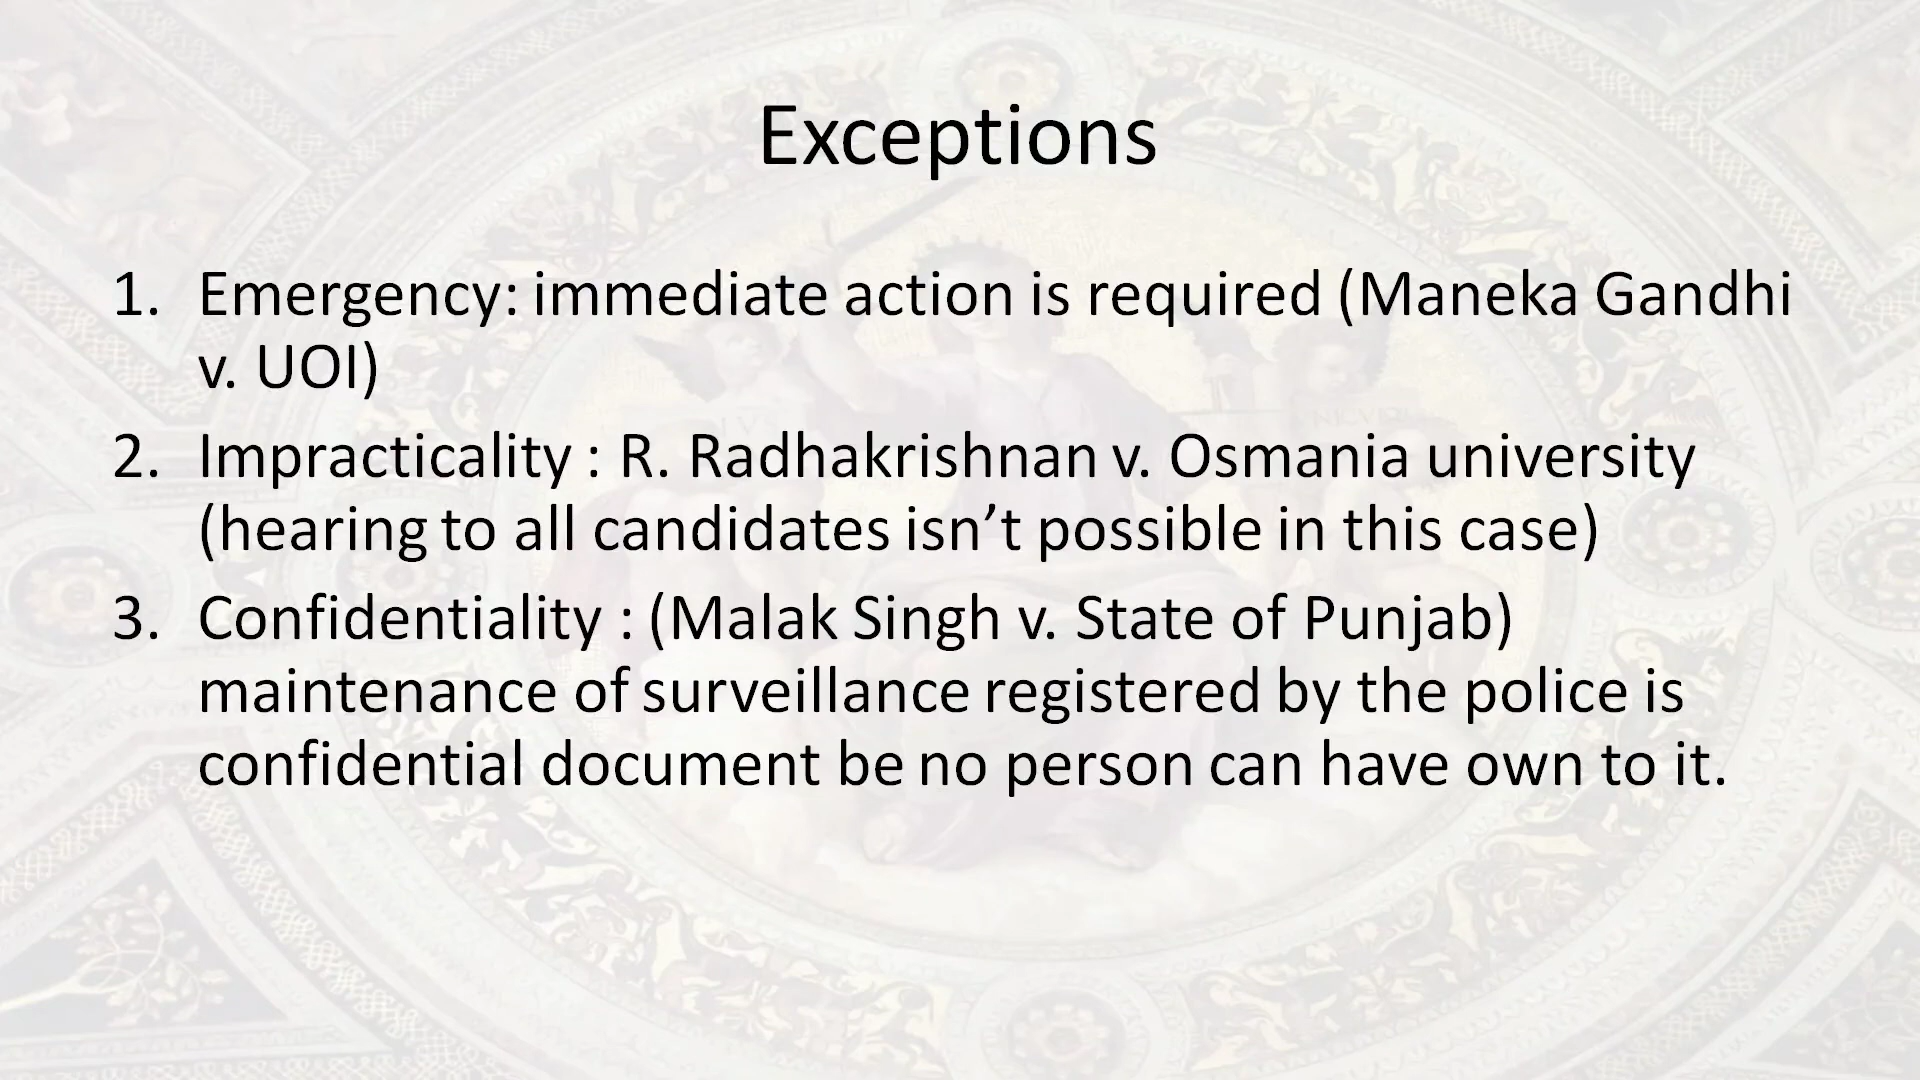 Exceptions
1. Emergency: immediate action is required (Maneka Gandhi
v. UOI)
2. Impracticality : R. Radhakrishnan v. Osmania university
(hearing to all candidates isn’t possible in this case)
3. Confidentiality : (Malak Singh v. State of Punjab)
maintenance of surveillance registered by the police is
confidential document be no person can have own to it.